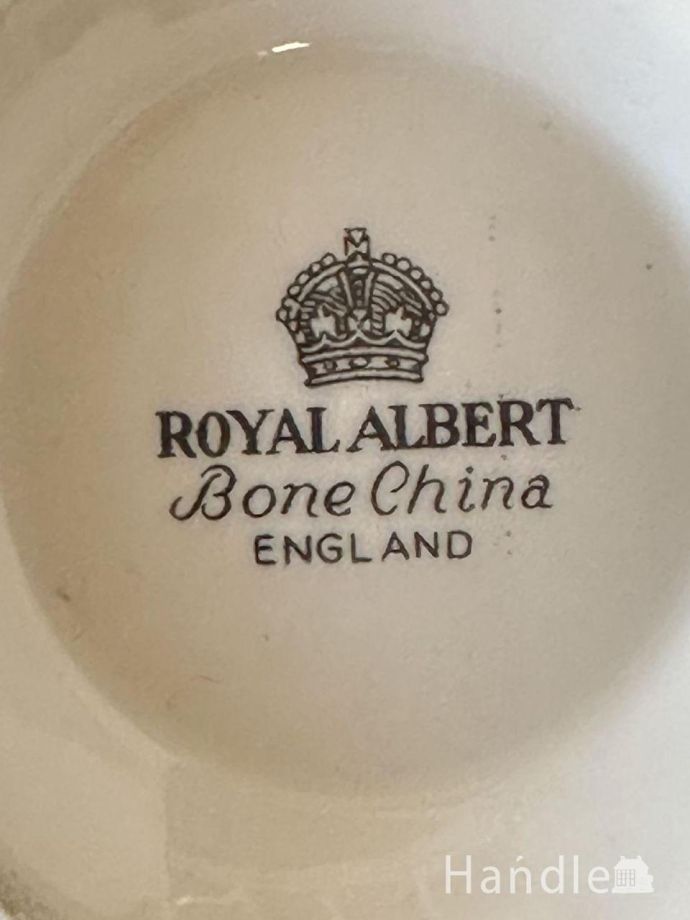 ROYAL ALBERT
Bone China
ENGLAND
Handle